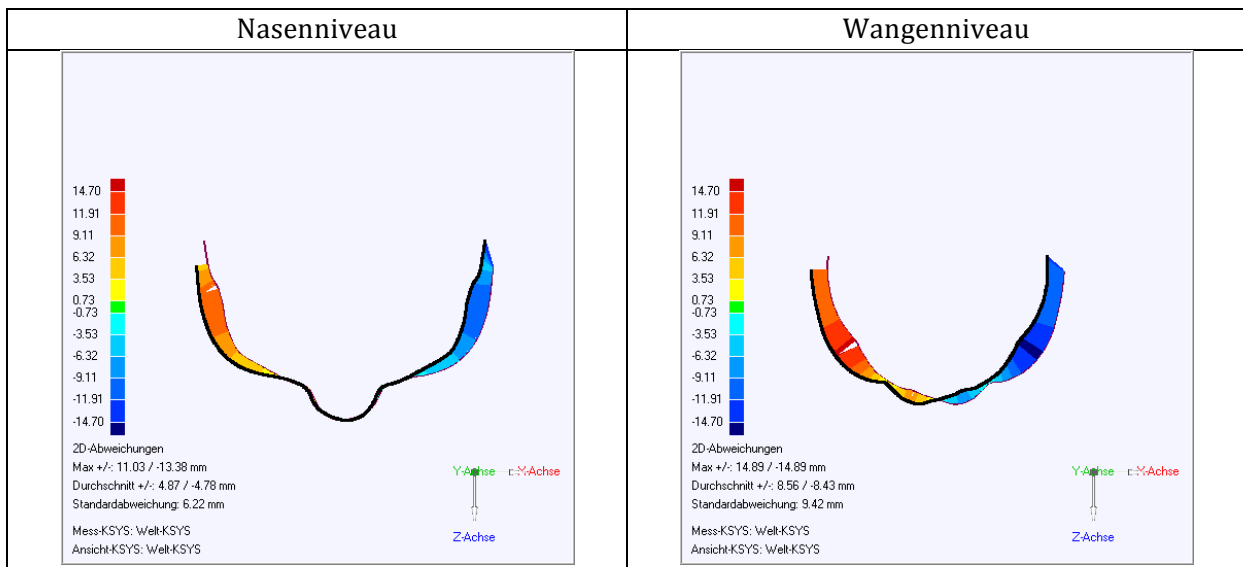 Nasenniveau
Wangenniveau
14.70
11.91
9.11
6.32
3.53
0.73
-0.73
-3.53
-6.32
-9.11
-11.91
-14.70
2D-Abweichungen
Max +/-: 11.03 / -13.38 mm
Durchschnitt +/-: 4.87 / -4.78 mm
Standardabweichung: 6.22 mm
Mess-KSYS: Welt-KSYS
Ansicht-KSYS: Welt-KSYS
Y-Achse
X-Achse
Z-Achse
14.70
11.91
9.11
6.32
3.53
0.73
-0.73
-3.53
-6.32
-9.11
-11.91
-14.70
2D-Abweichungen
Max +/-: 14.89 / -14.89 mm
Durchschnitt +/-: 8.56 / -8.43 mm
Standardabweichung: 9.42 mm
Mess-KSYS: Welt-KSYS
Ansicht-KSYS: Welt-KSYS
Y-Achse
X-Achse
Z-Achse